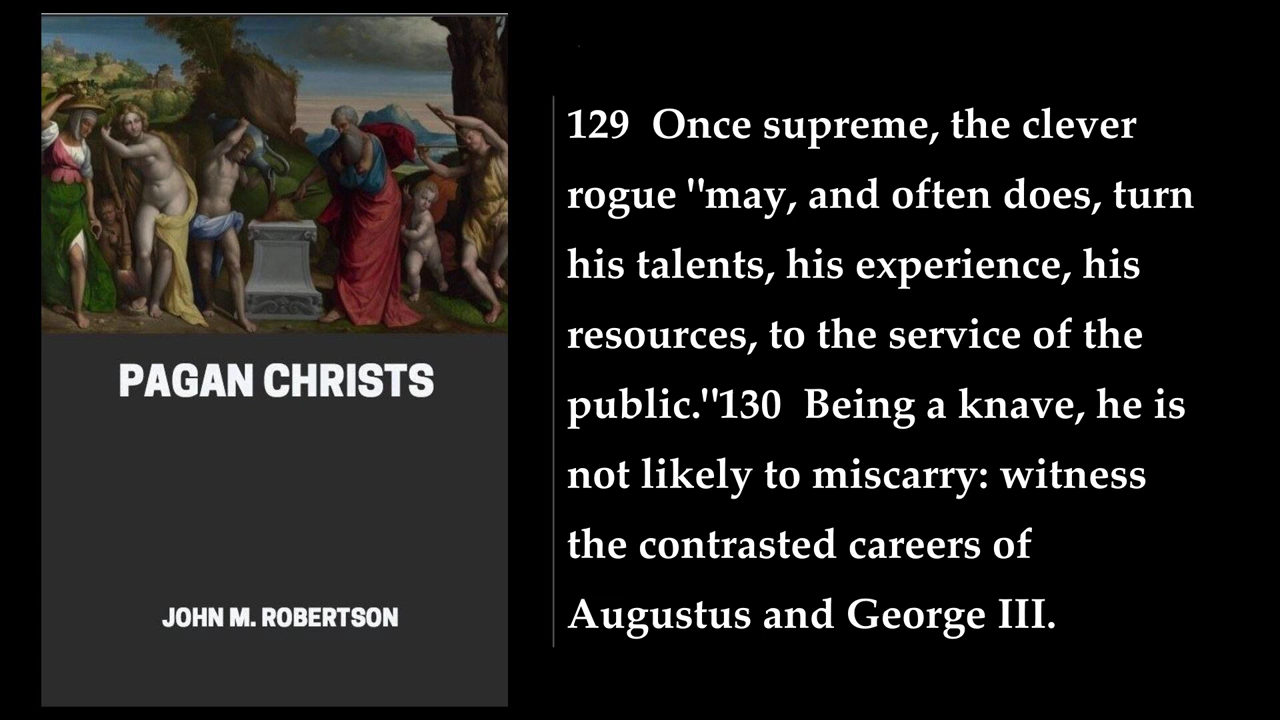 PAGAN CHRISTS
JOHN M. ROBERTSON
129 Once supreme, the clever
rogue "may, and often does, turn
his talents, his experience, his
resources, to the service of the
public."130 Being a knave, he is
not likely to miscarry: witness
the contrasted careers of
Augustus and George III.